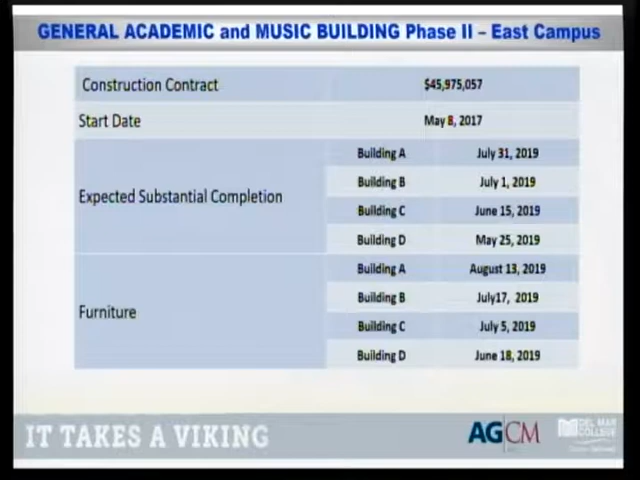 GENERAL ACADEMIC and MUSIC BUILDING Phase II – East Campus
Construction Contract $45,975,057
Start Date May 8, 2017
Expected Substantial Completion
Building A July 31, 2019
Building B July 1, 2019
Building C June 15, 2019
Building D May 25, 2019
Furniture
Building A August 13, 2019
Building B July17, 2019
Building C July 5, 2019
Building D June 18, 2019
IT TAKES A VIKING
AGCM
DEL MAR
COLLEGE